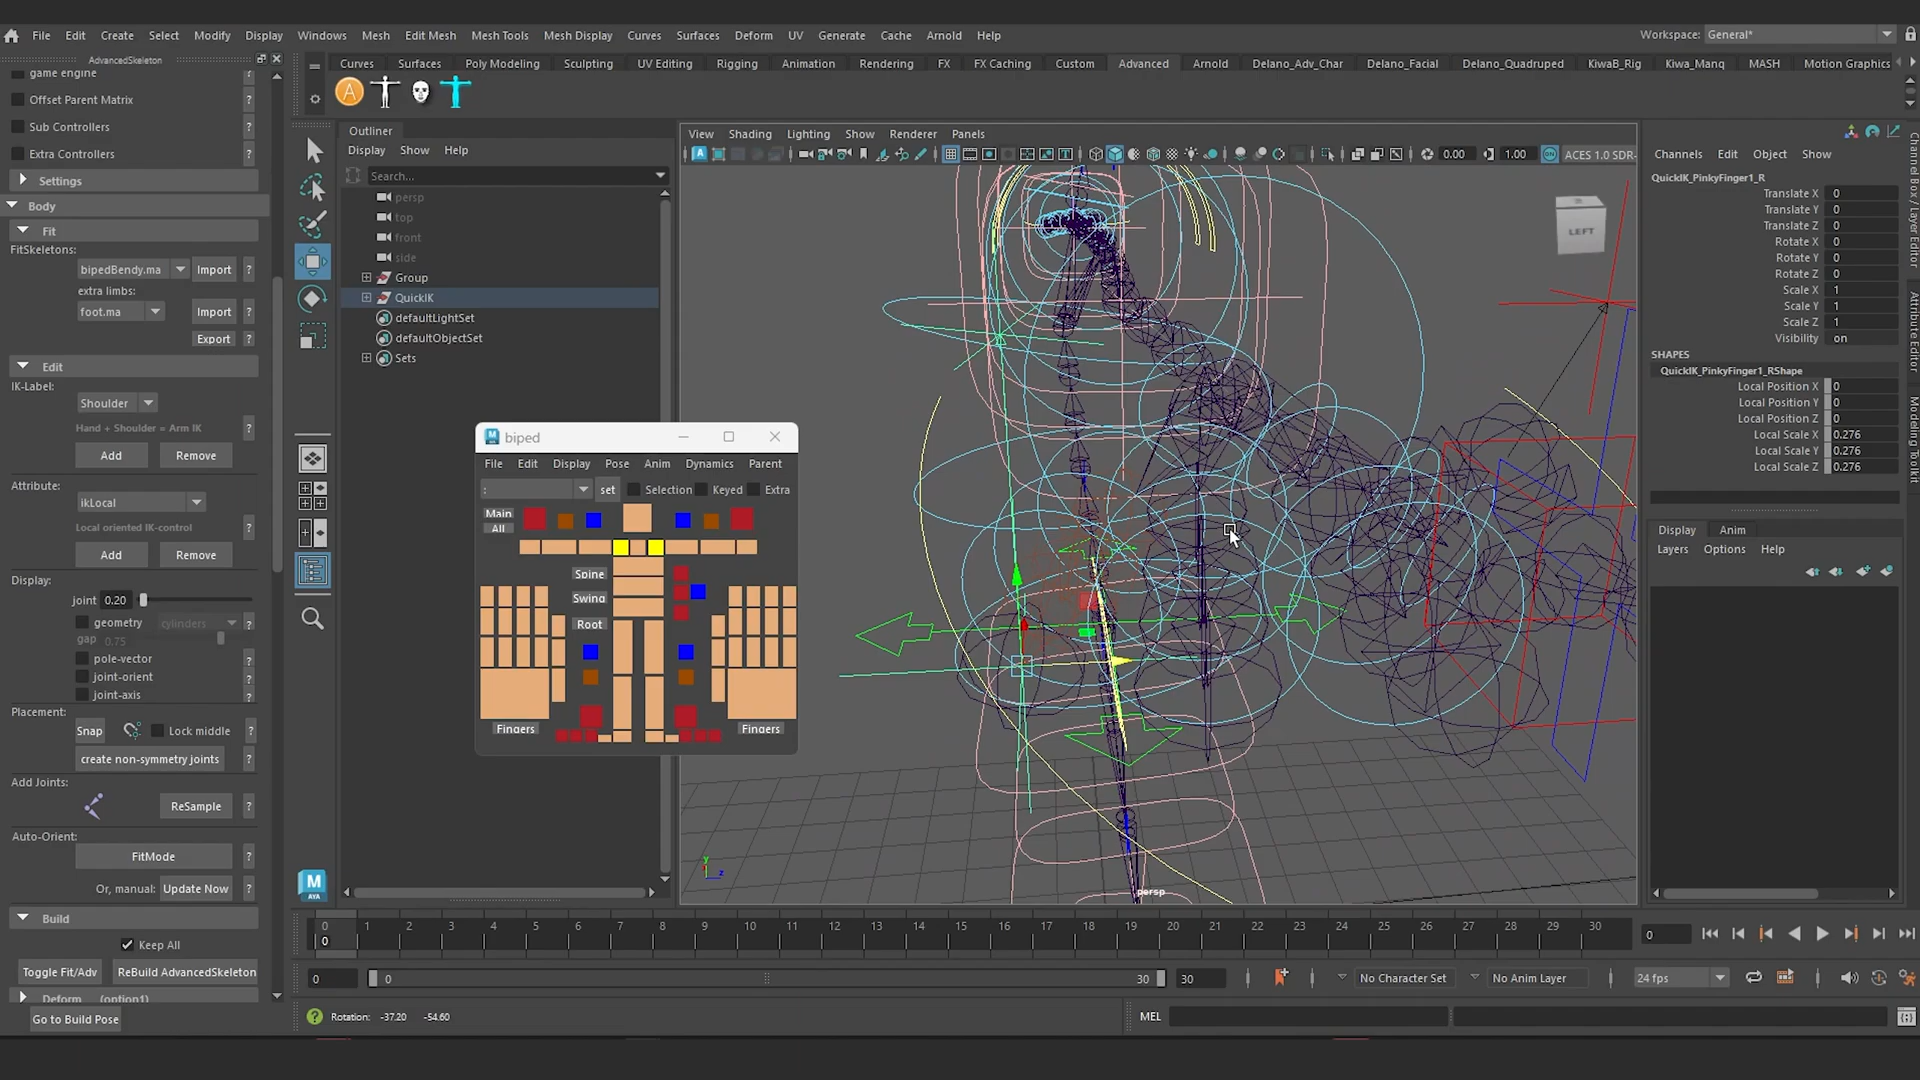 File Edit Create Select Modify Display Windows Mesh Edit Mesh Mesh Tools Mesh Display Curves Surfaces Deform UV Generate Cache Arnold Help
Workspace: General*
AdvancedSkeleton
Curves Surfaces Poly Modeling Sculpting UV Editing Rigging Animation Rendering FX FX Caching Custom Advanced Arnold Delano_Adv_Char Delano_Facial Delano_Quadruped KiwaB_Rig Kiwa_Manq MASH Motion Graphics
game engine
Offset Parent Matrix ?
Sub Controllers ?
Extra Controllers ?
Settings
Body
Fit
FitSkeletons:
bipedBendy.ma Import ?
extra limbs:
foot.ma Import ?
Export
Edit
IK-Label:
Shoulder
Hand + Shoulder = Arm IK ?
Add Remove
Attribute:
ikLocal
Local oriented IK-control ?
Add Remove
Display:
joint 0.20
geometry cylinders ?
gap 0.75
pole-vector ?
joint-orient ?
joint-axis ?
Placement:
Snap Lock middle ?
create non-symmetry joints ?
Add Joints:
ReSample ?
Auto-Orient:
FitMode ?
Or, manual: Update Now ?
Build
Keep All
Toggle Fit/Adv ReBuild AdvancedSkeleton
Deform (option1)
Go to Build Pose
Outliner
Display Show Help
Search...
persp
top
front
side
Group
QuickIK
defaultLightSet
defaultObjectSet
Sets
biped
File Edit Display Pose Anim Dynamics Parent
: set Selection Keyed Extra
Main
All
Spine
Swing
Root
Fingers Fingers
View Shading Lighting Show Renderer Panels
0.00 1.00 ACES 1.0 SDR-
LEFT
persp
y
z
Channels Edit Object Show
QuickIK_PinkyFinger1_R
Translate X 0
Translate Y 0
Translate Z 0
Rotate X 0
Rotate Y 0
Rotate Z 0
Scale X 1
Scale Y 1
Scale Z 1
Visibility on
SHAPES
QuickIK_PinkyFinger1_RShape
Local Position X 0
Local Position Y 0
Local Position Z 0
Local Scale X 0.276
Local Scale Y 0.276
Local Scale Z 0.276
Display Anim
Layers Options Help
Channel Box / Layer Editor
Attribute Editor
Modeling Toolkit
0 1 2 3 4 5 6 7 8 9 10 11 12 13 14 15 16 17 18 19 20 21 22 23 24 25 26 27 28 29 30
0
0
0 0 30 30
No Character Set No Anim Layer 24 fps
Rotation: -37.20 -54.60
MEL
M
AYA